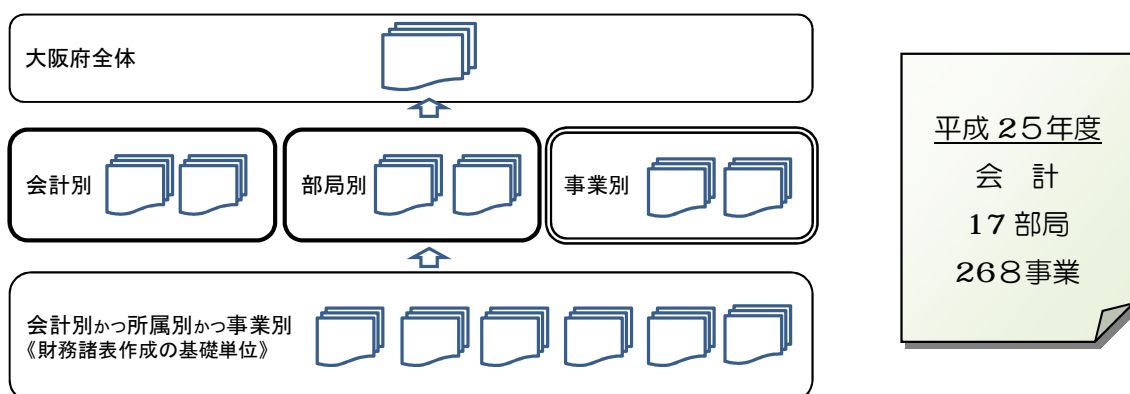 大阪府全体
会計別
部局別
事業別
会計別かつ所属別かつ事業別
《財務諸表作成の基礎単位》
平成25年度
会 計
17部局
268事業